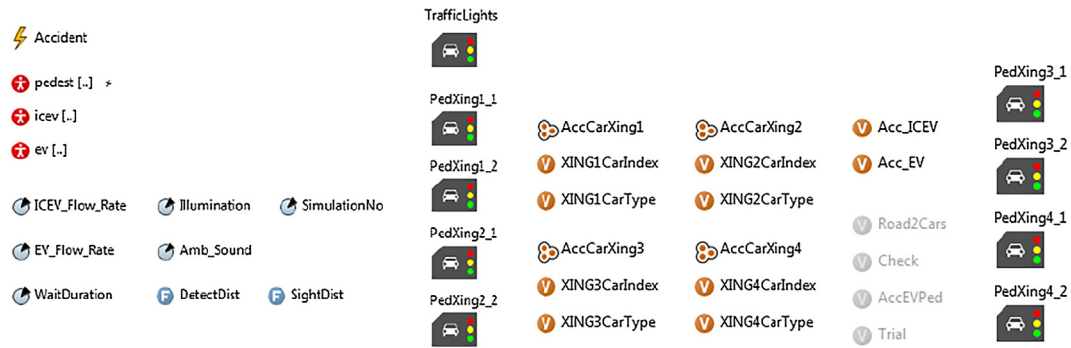 Accident
pedest [..]
icev [..]
ev [..]
ICEV_Flow_Rate
Illumination
SimulationNo
EV_Flow_Rate
Amb_Sound
WaitDuration
F DetectDist
F SightDist
TrafficLights
PedXing1_1
PedXing1_2
PedXing2_1
PedXing2_2
AccCarXing1
V XING1CarIndex
V XING1CarType
AccCarXing3
V XING3CarIndex
V XING3CarType
AccCarXing2
V XING2CarIndex
V XING2CarType
AccCarXing4
V XING4CarIndex
V XING4CarType
V Acc_ICEV
V Acc_EV
V Road2Cars
V Check
V AccEVPed
V Trial
PedXing3_1
PedXing3_2
PedXing4_1
PedXing4_2